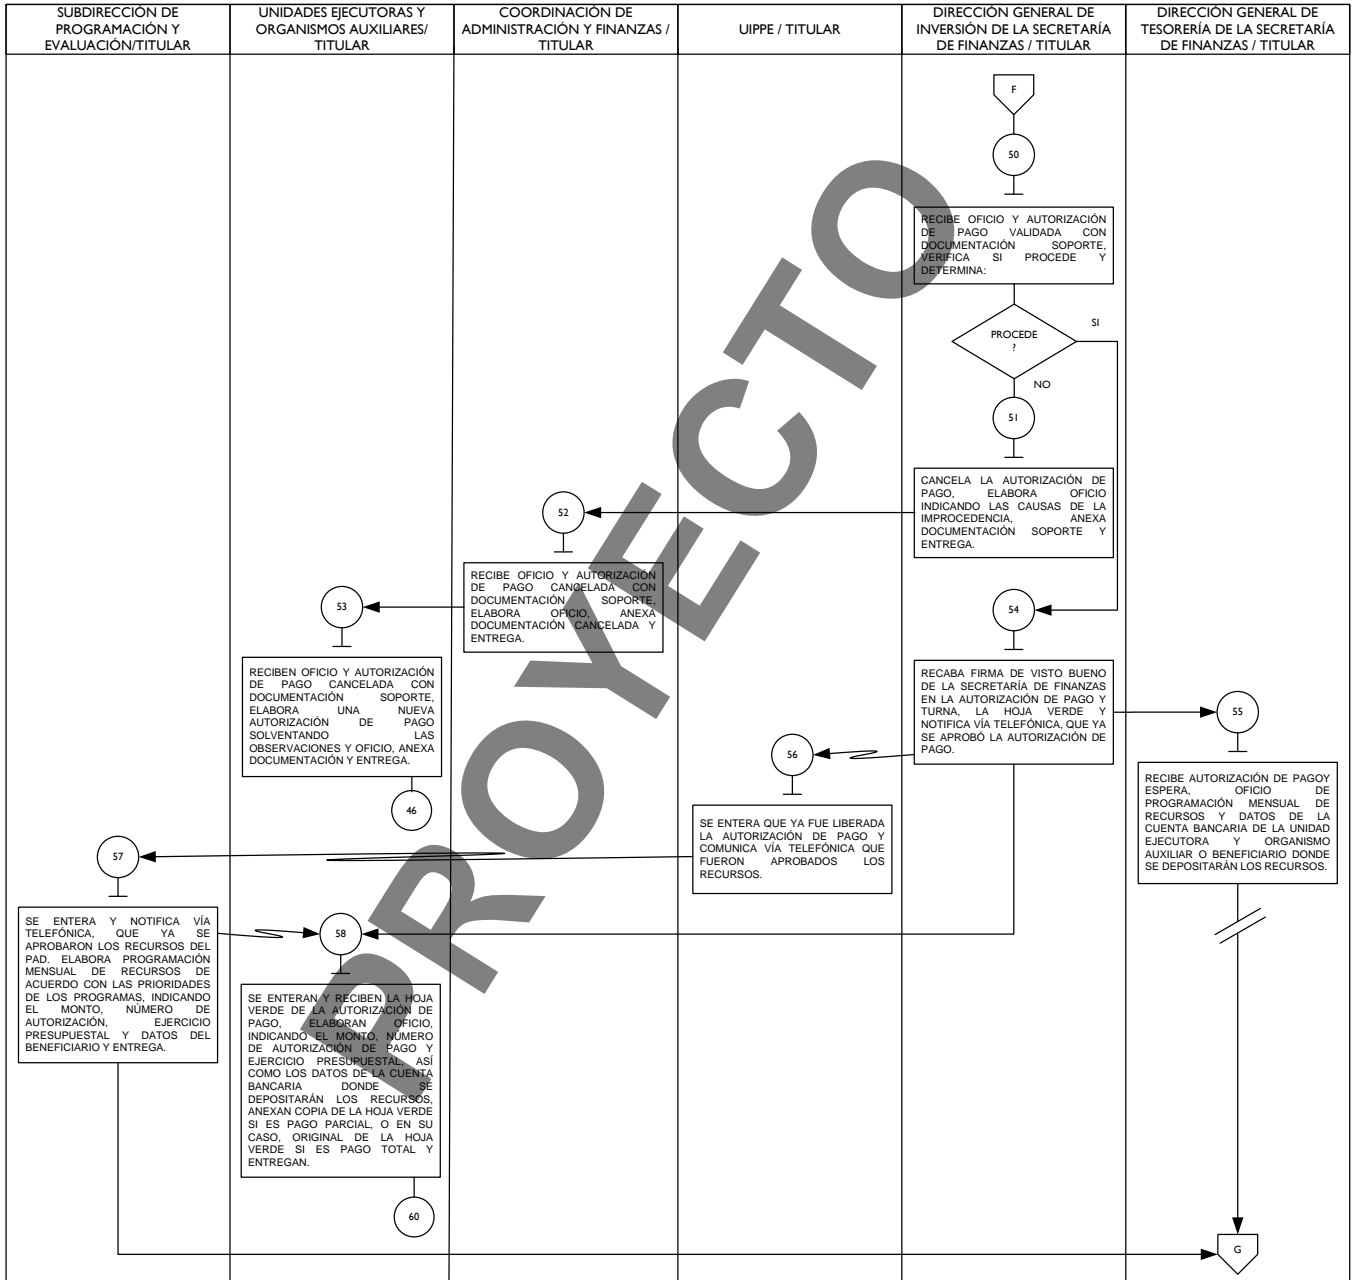 SUBDIRECCIÓN DE
PROGRAMACIÓN Y
EVALUACIÓN/TITULAR
UNIDADES EJECUTORAS Y
ORGANISMOS AUXILIARES/
TITULAR
COORDINACIÓN DE
ADMINISTRACIÓN Y FINANZAS /
TITULAR
UIPPE / TITULAR
DIRECCIÓN GENERAL DE
INVERSIÓN DE LA SECRETARÍA
DE FINANZAS / TITULAR
DIRECCIÓN GENERAL DE
TESORERÍA DE LA SECRETARÍA
DE FINANZAS / TITULAR
F
50
RECIBE OFICIO Y AUTORIZACIÓN
DE PAGO VALIDADA CON
DOCUMENTACIÓN SOPORTE,
VERIFICA SI PROCEDE Y
DETERMINA:
PROCEDE
?
SI
NO
51
CANCELA LA AUTORIZACIÓN DE
PAGO, ELABORA OFICIO
INDICANDO LAS CAUSAS DE LA
IMPROCEDENCIA, ANEXA
DOCUMENTACIÓN SOPORTE Y
ENTREGA.
52
RECIBE OFICIO Y AUTORIZACIÓN
DE PAGO CANCELADA CON
DOCUMENTACIÓN SOPORTE,
ELABORA OFICIO, ANEXA
DOCUMENTACIÓN CANCELADA Y
ENTREGA.
53
RECIBEN OFICIO Y AUTORIZACIÓN
DE PAGO CANCELADA CON
DOCUMENTACIÓN SOPORTE,
ELABORA UNA NUEVA
AUTORIZACIÓN DE PAGO
SOLVENTANDO LAS
OBSERVACIONES Y OFICIO, ANEXA
DOCUMENTACIÓN Y ENTREGA.
46
54
RECABA FIRMA DE VISTO BUENO
DE LA SECRETARÍA DE FINANZAS
EN LA AUTORIZACIÓN DE PAGO Y
TURNA, LA HOJA VERDE Y
NOTIFICA VÍA TELEFÓNICA, QUE YA
SE APROBÓ LA AUTORIZACIÓN DE
PAGO.
55
RECIBE AUTORIZACIÓN DE PAGOY
ESPERA, OFICIO DE
PROGRAMACIÓN MENSUAL DE
RECURSOS Y DATOS DE LA
CUENTA BANCARIA DE LA UNIDAD
EJECUTORA Y ORGANISMO
AUXILIAR O BENEFICIARIO DONDE
SE DEPOSITARÁN LOS RECURSOS.
56
SE ENTERA QUE YA FUE LIBERADA
LA AUTORIZACIÓN DE PAGO Y
COMUNICA VÍA TELEFÓNICA QUE
FUERON APROBADOS LOS
RECURSOS.
57
SE ENTERA Y NOTIFICA VÍA
TELEFÓNICA, QUE YA SE
APROBARON LOS RECURSOS DEL
PAD. ELABORA PROGRAMACIÓN
MENSUAL DE RECURSOS DE
ACUERDO CON LAS PRIORIDADES
DE LOS PROGRAMAS, INDICANDO
EL MONTO, NÚMERO DE
AUTORIZACIÓN, EJERCICIO
PRESUPUESTAL Y DATOS DEL
BENEFICIARIO Y ENTREGA.
58
SE ENTERAN Y RECIBEN LA HOJA
VERDE DE LA AUTORIZACIÓN DE
PAGO, ELABORAN OFICIO,
INDICANDO EL MONTO, NÚMERO
DE AUTORIZACIÓN DE PAGO Y
EJERCICIO PRESUPUESTAL, ASÍ
COMO LOS DATOS DE LA CUENTA
BANCARIA DONDE SE
DEPOSITARÁN LOS RECURSOS,
ANEXAN COPIA DE LA HOJA VERDE
SI ES PAGO PARCIAL, O EN SU
CASO, ORIGINAL DE LA HOJA
VERDE SI ES PAGO TOTAL Y
ENTREGAN.
60
G
PROYECTO